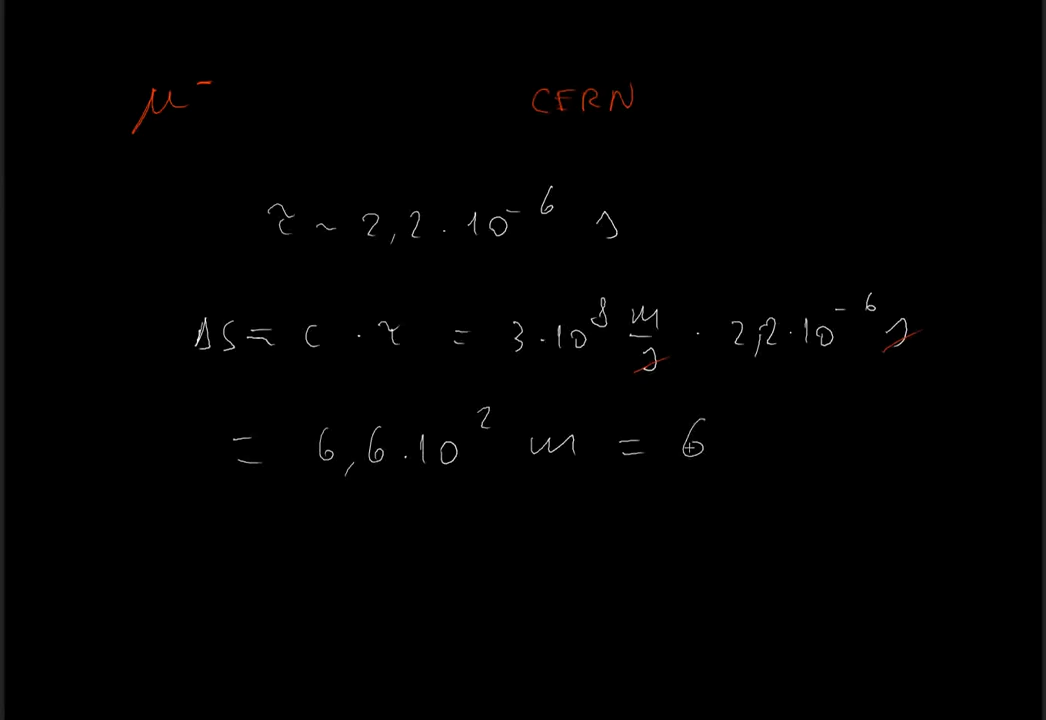 μ⁻ CERN
τ ~ 2,2 · 10⁻⁶ s
ΔS = c · τ = 3 · 10⁸ m/s · 2,2 · 10⁻⁶ s
= 6,6 · 10² m = 6